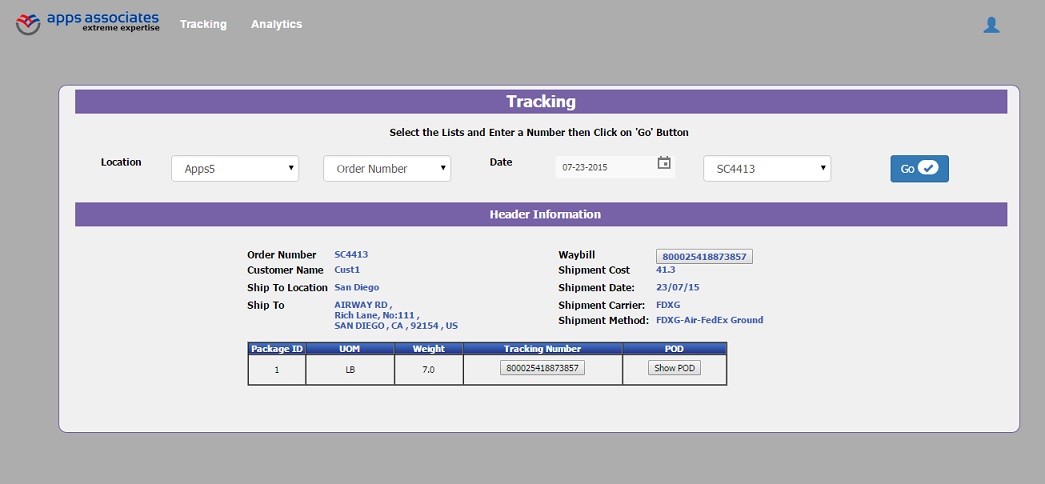 apps associates
extreme expertise
Tracking Analytics
Tracking
Select the Lists and Enter a Number then Click on 'Go' Button
Location Apps5 Order Number Date 07-23-2015 SC4413 Go
Header Information
Order Number SC4413 Waybill 800025418873857
Customer Name Cust1 Shipment Cost 41.3
Ship To Location San Diego Shipment Date: 23/07/15
Ship To AIRWAY RD , Shipment Carrier: FDXG
Rich Lane, No:111 ,
SAN DIEGO , CA , 92154 , US Shipment Method: FDXG-Air-FedEx Ground
Package ID UOM Weight Tracking Number POD
1 LB 7.0 800025418873857 Show POD